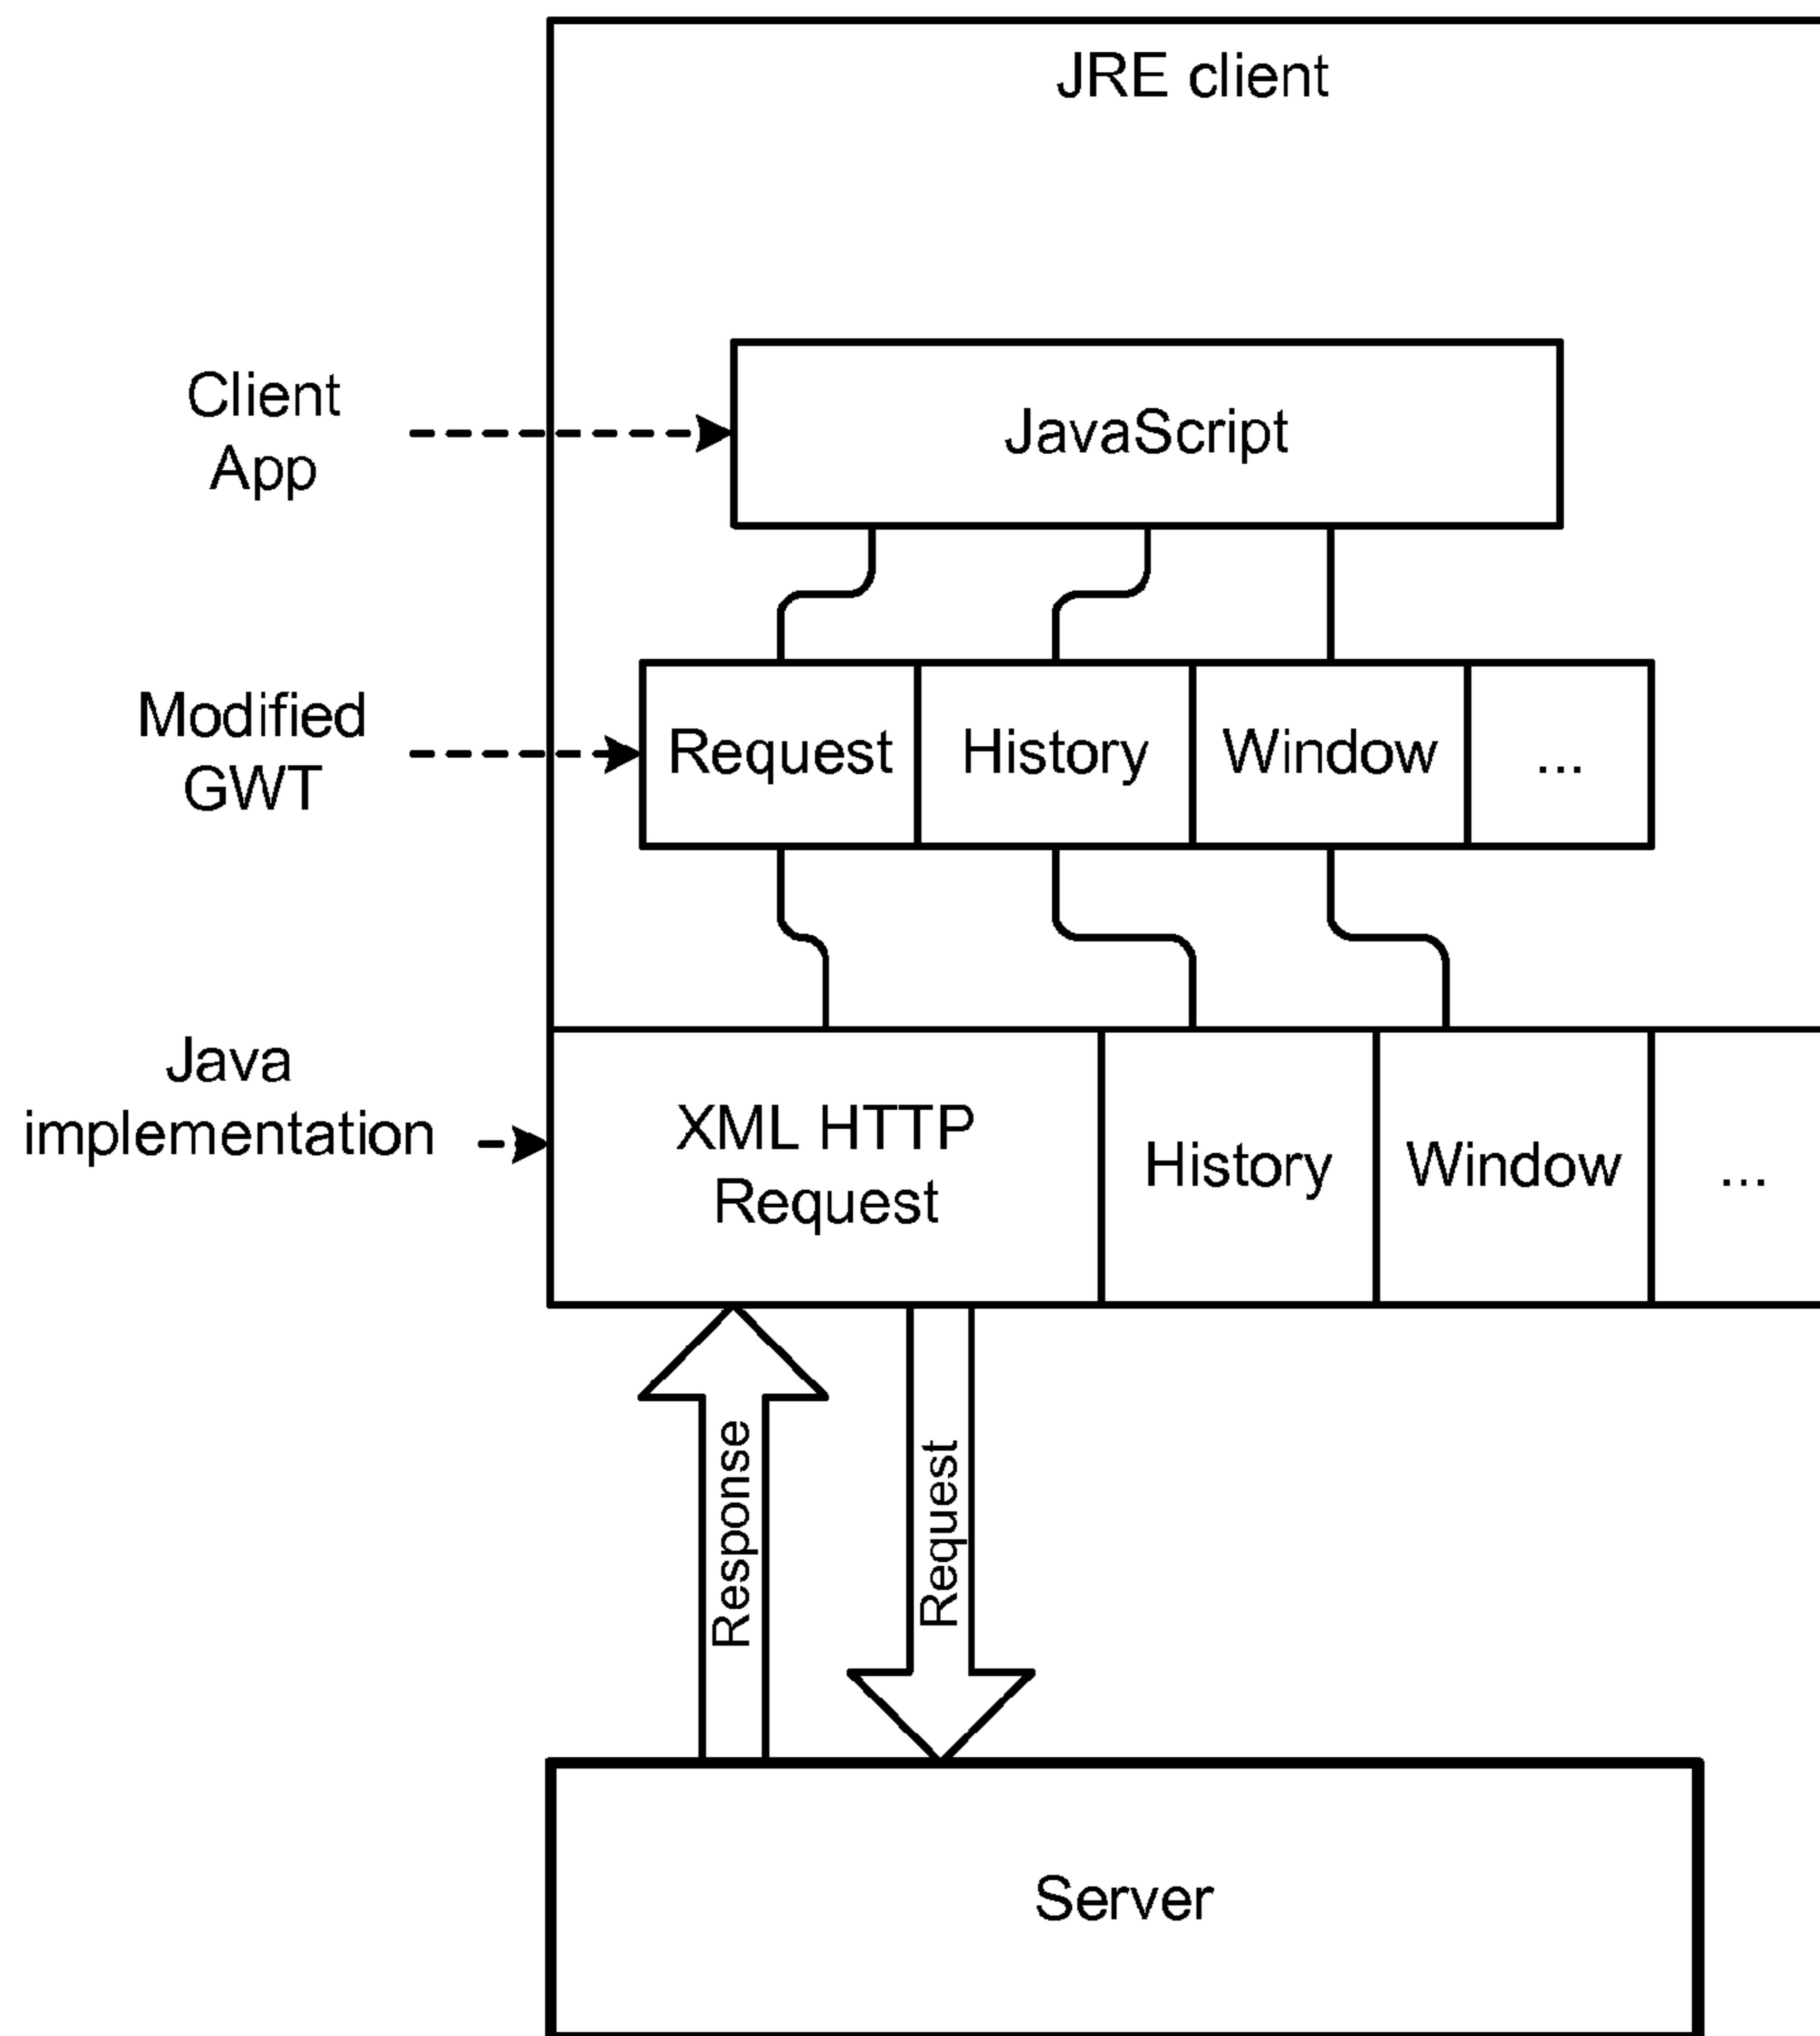 JRE client
Client
App
JavaScript
Modified
GWT
Request
History
Window
...
Java
implementation
XML HTTP
Request
History
Window
...
Response
Request
Server